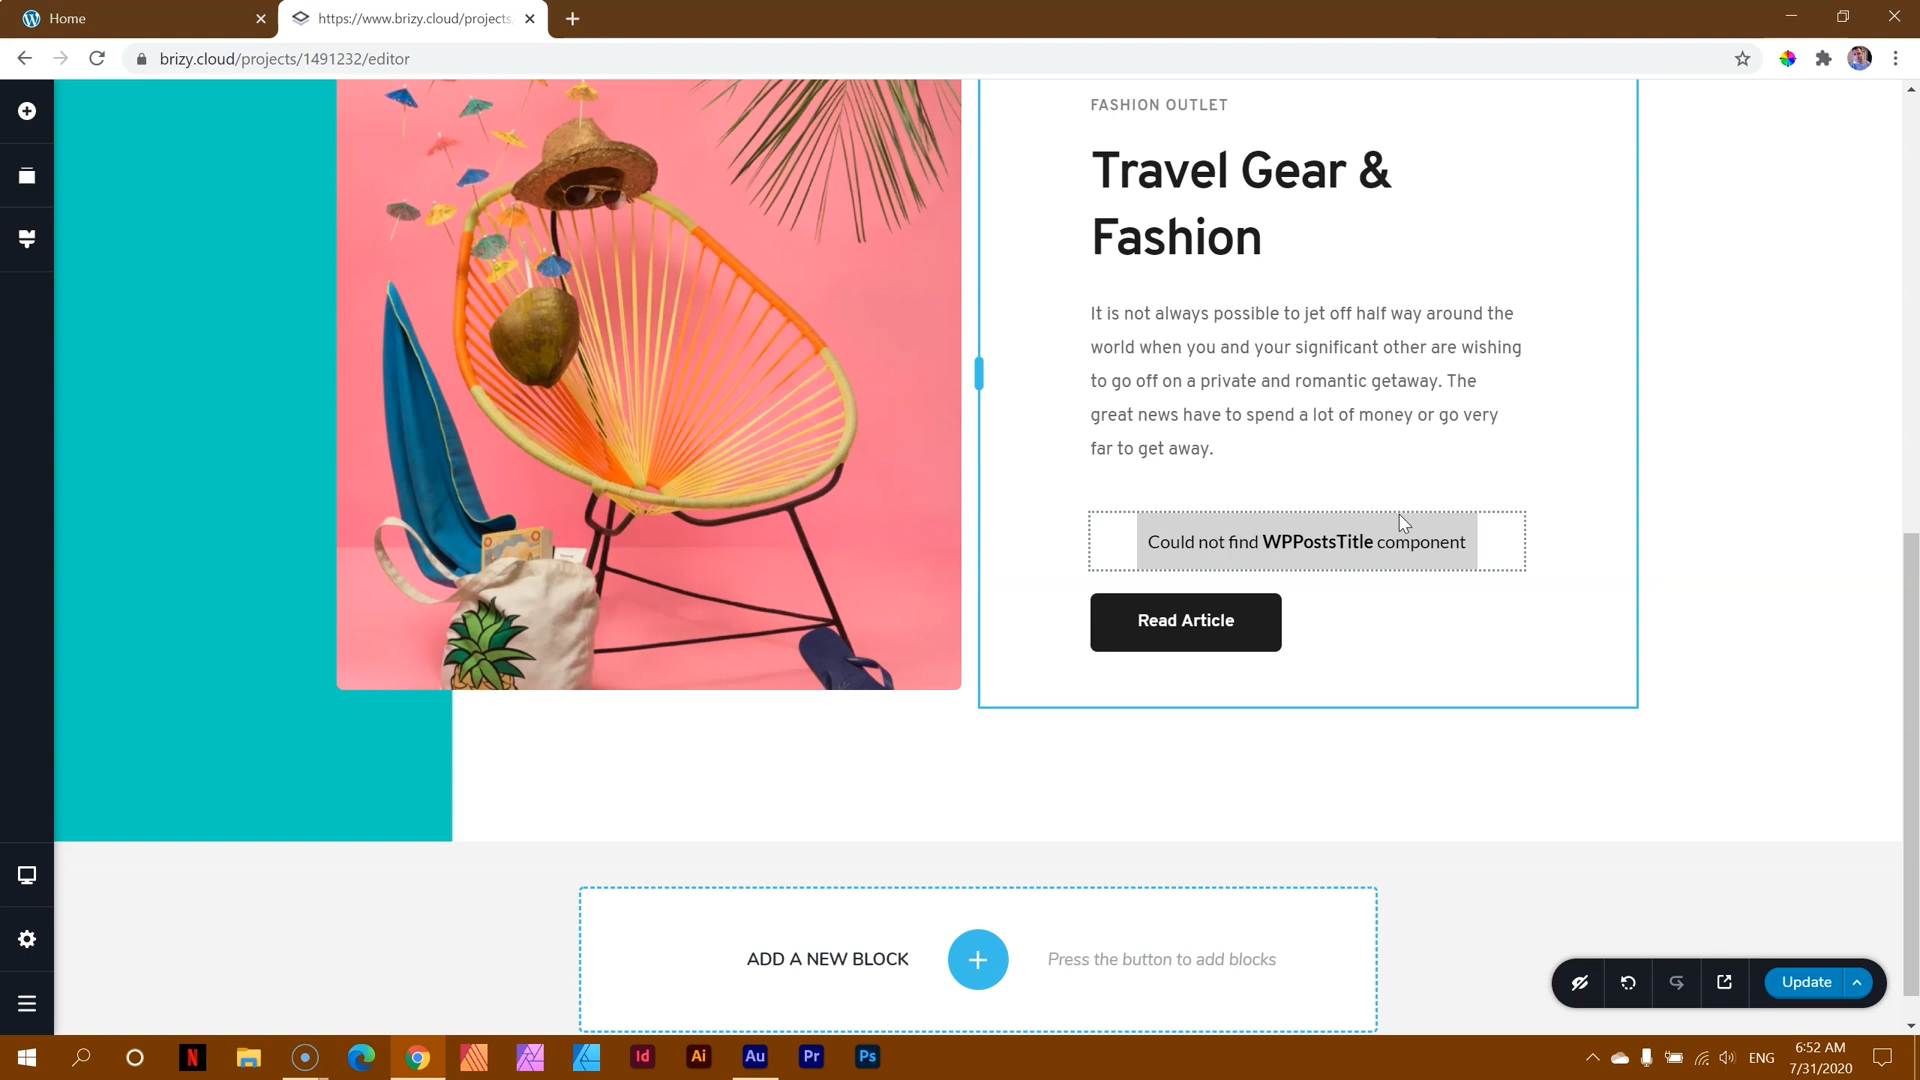 Home
https://www.brizy.cloud/projects
brizy.cloud/projects/1491232/editor
FASHION OUTLET
Travel Gear &
Fashion
It is not always possible to jet off half way around the
world when you and your significant other are wishing
to go off on a private and romantic getaway. The
great news have to spend a lot of money or go very
far to get away.
Could not find WPPostsTitle component
Read Article
ADD A NEW BLOCK
Press the button to add blocks
Update
N
Id
Ai
Au
Pr
Ps
ENG
6:52 AM
7/31/2020